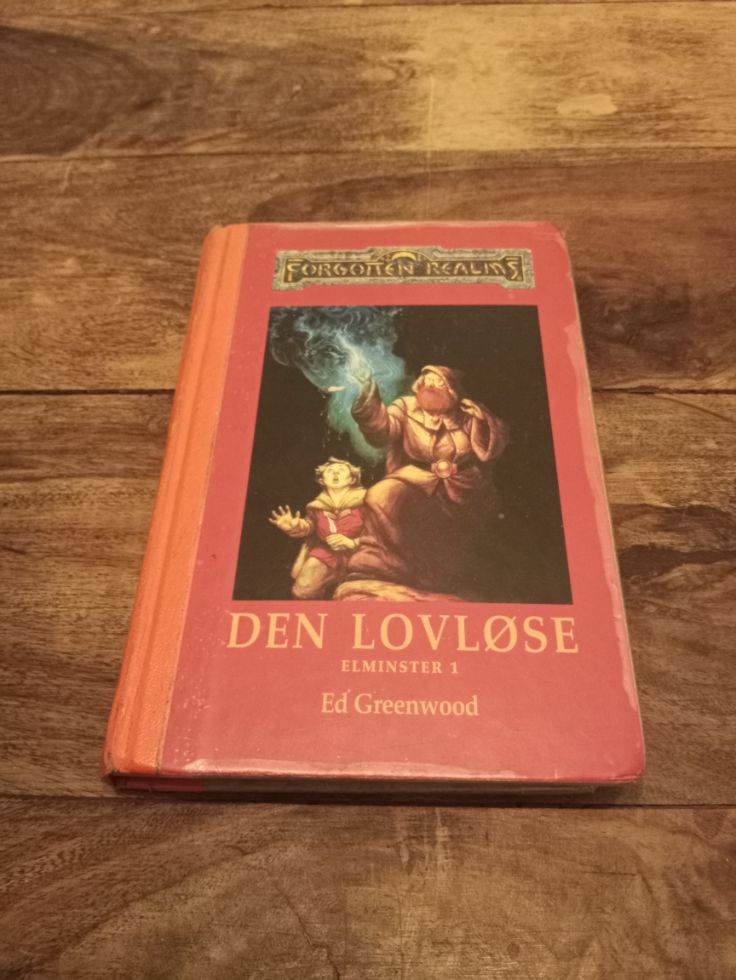 FORGOTTEN REALMS
DEN LOVLØSE
ELMINSTER 1
Ed Greenwood